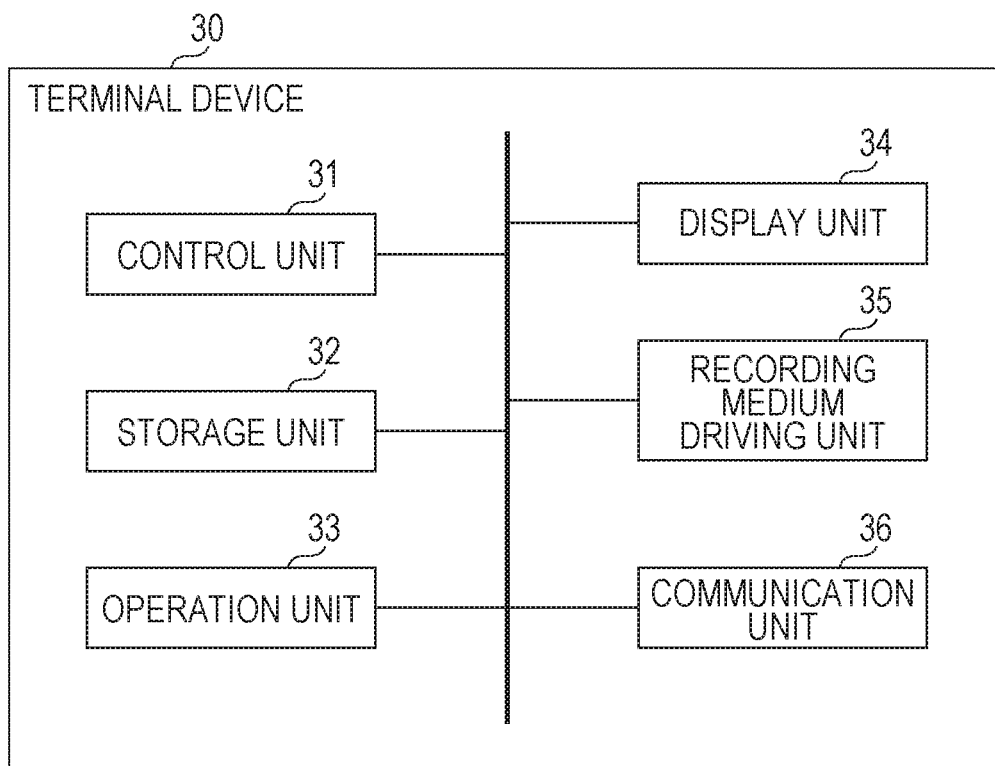 30
TERMINAL DEVICE
31
CONTROL UNIT
32
STORAGE UNIT
33
OPERATION UNIT
34
DISPLAY UNIT
35
RECORDING
MEDIUM
DRIVING UNIT
36
COMMUNICATION
UNIT